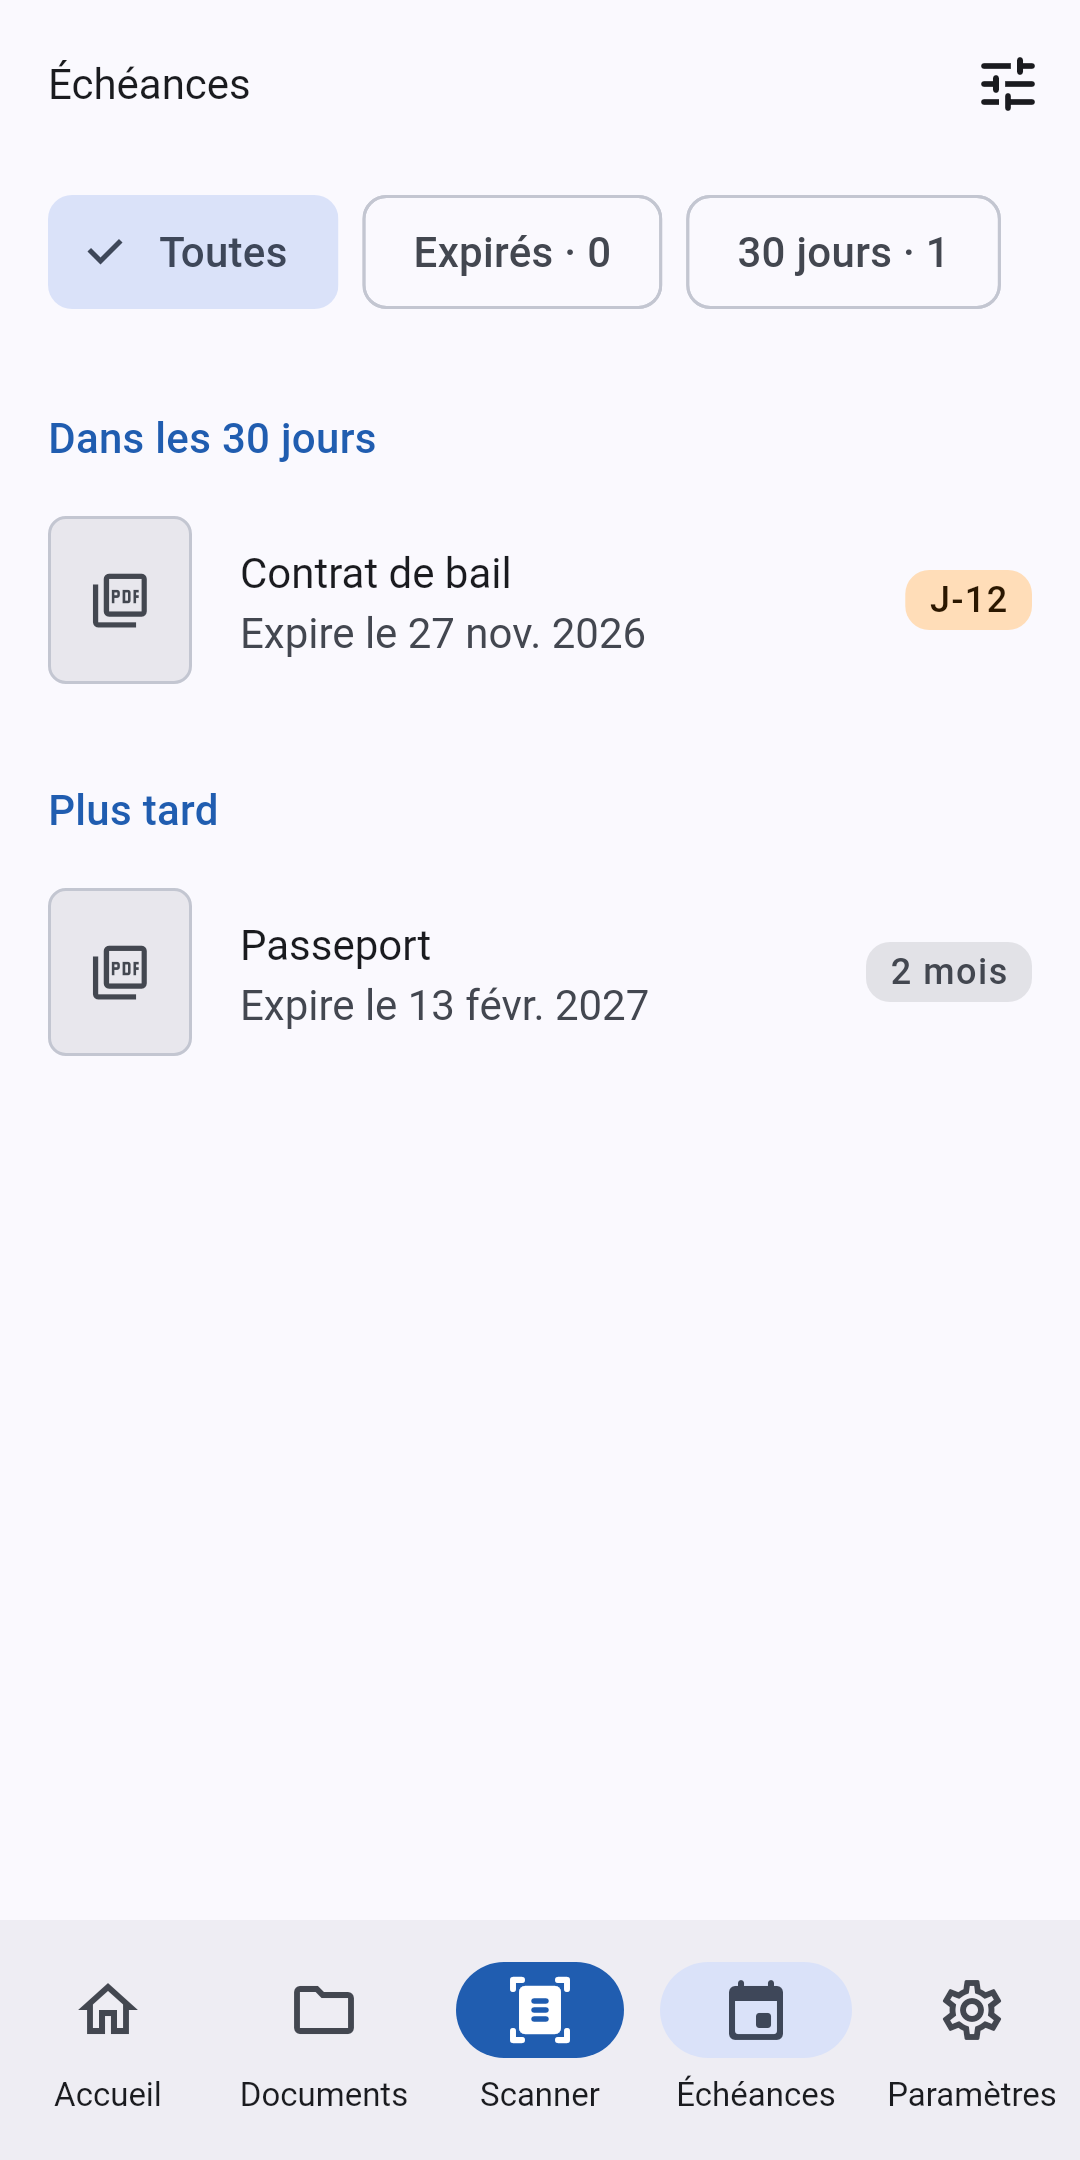 Échéances
Toutes
Expirés · 0
30 jours · 1
Dans les 30 jours
PDF
Contrat de bail
Expire le 27 nov. 2026
J-12
Plus tard
PDF
Passeport
Expire le 13 févr. 2027
2 mois
Accueil
Documents
Scanner
Échéances
Paramètres